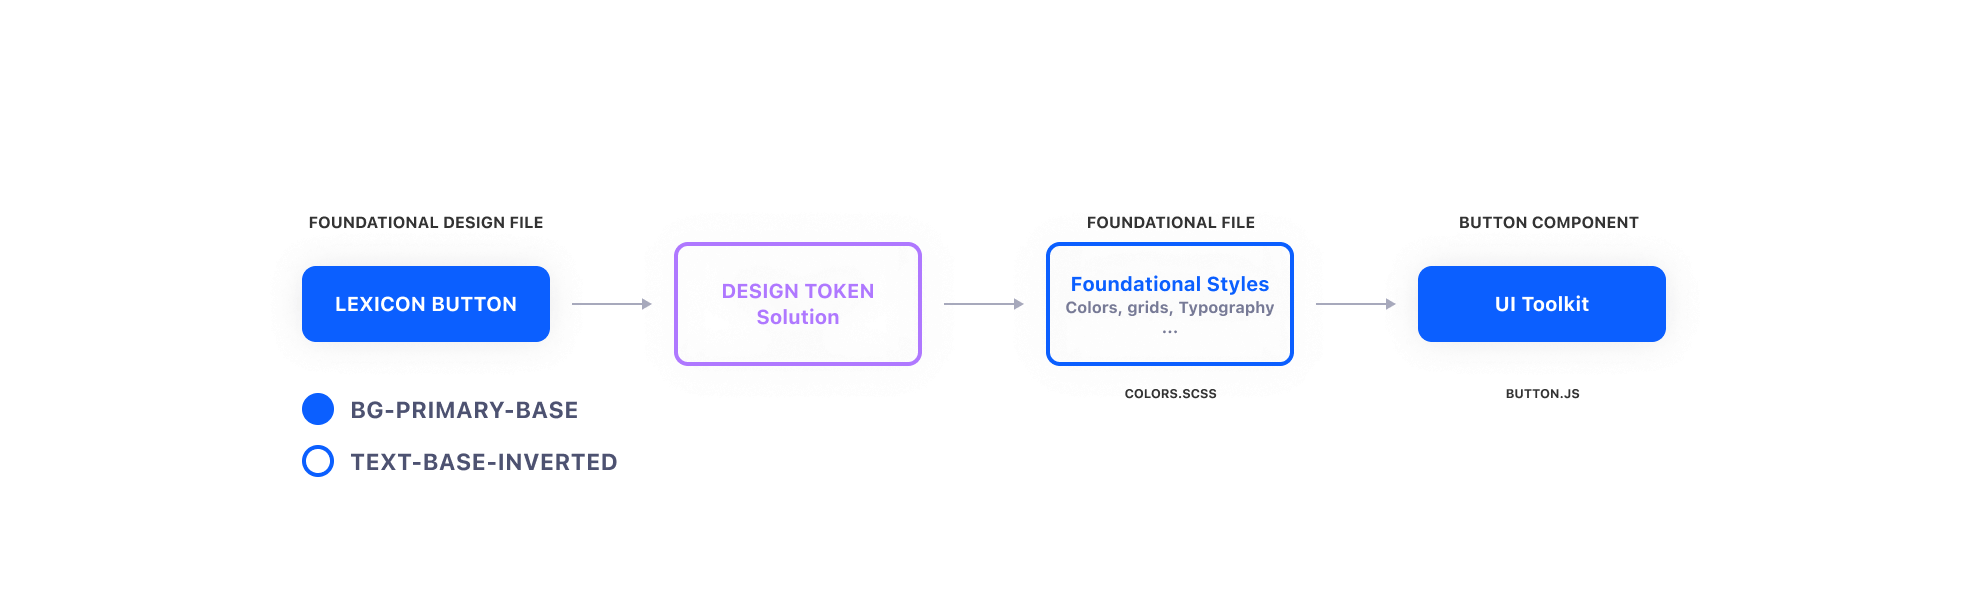 FOUNDATIONAL DESIGN FILE
LEXICON BUTTON
BG-PRIMARY-BASE
TEXT-BASE-INVERTED
DESIGN TOKEN
Solution
FOUNDATIONAL FILE
Foundational Styles
Colors, grids, Typography
...
COLORS.SCSS
BUTTON COMPONENT
UI Toolkit
BUTTON.JS